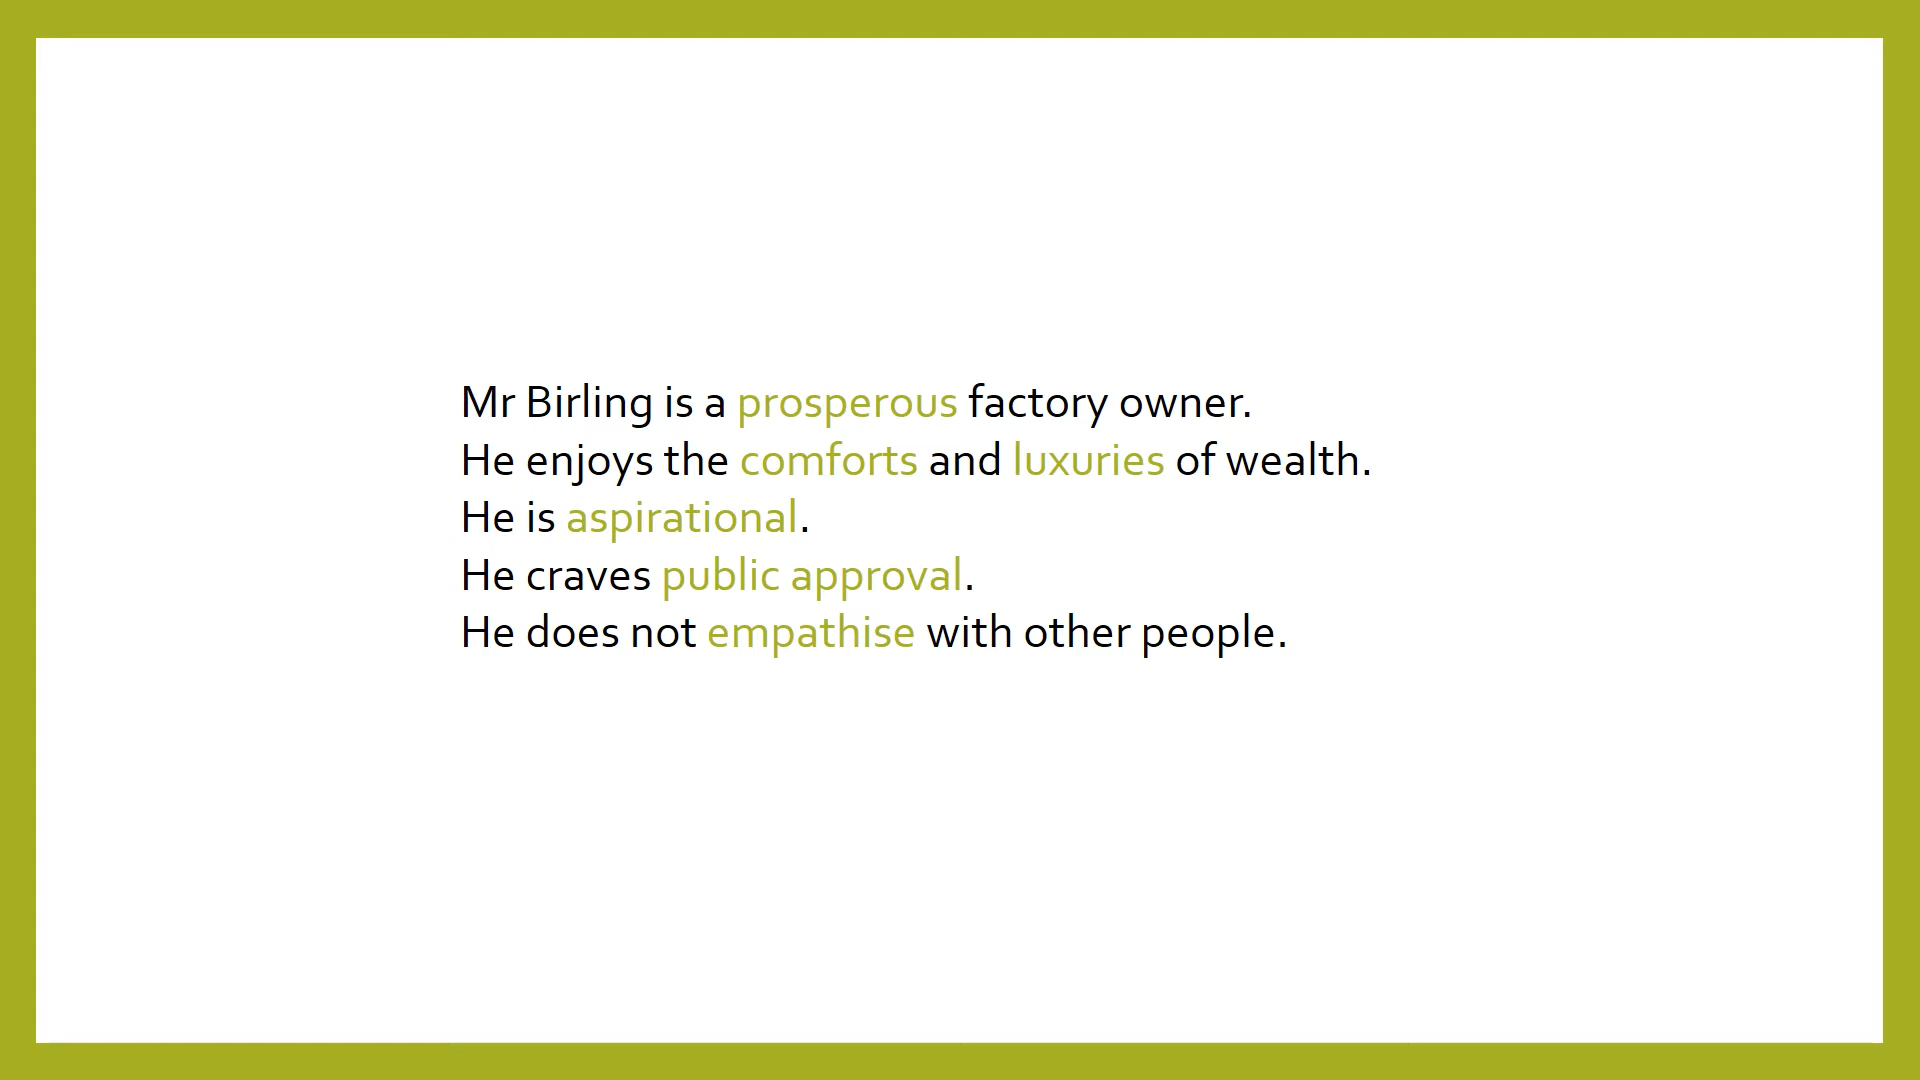 Mr Birling is a prosperous factory owner.
He enjoys the comforts and luxuries of wealth.
He is aspirational.
He craves public approval.
He does not empathise with other people.